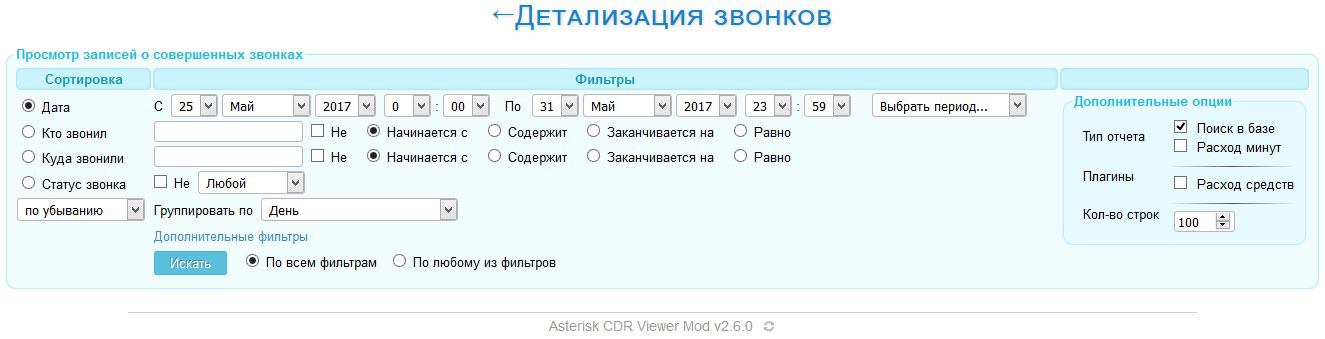 ←Детализация звонков
Просмотр записей о совершенных звонках
Сортировка Фильтры
Дата С 25 Май 2017 0 : 00 По 31 Май 2017 23 : 59 Выбрать период...
Кто звонил Не Начинается с Содержит Заканчивается на Равно
Куда звонили Не Начинается с Содержит Заканчивается на Равно
Статус звонка Не Любой
по убыванию Группировать по День
Дополнительные фильтры
Искать По всем фильтрам По любому из фильтров
Дополнительные опции
Тип отчета Поиск в базе
Расход минут
Плагины Расход средств
Кол-во строк 100
Asterisk CDR Viewer Mod v2.6.0